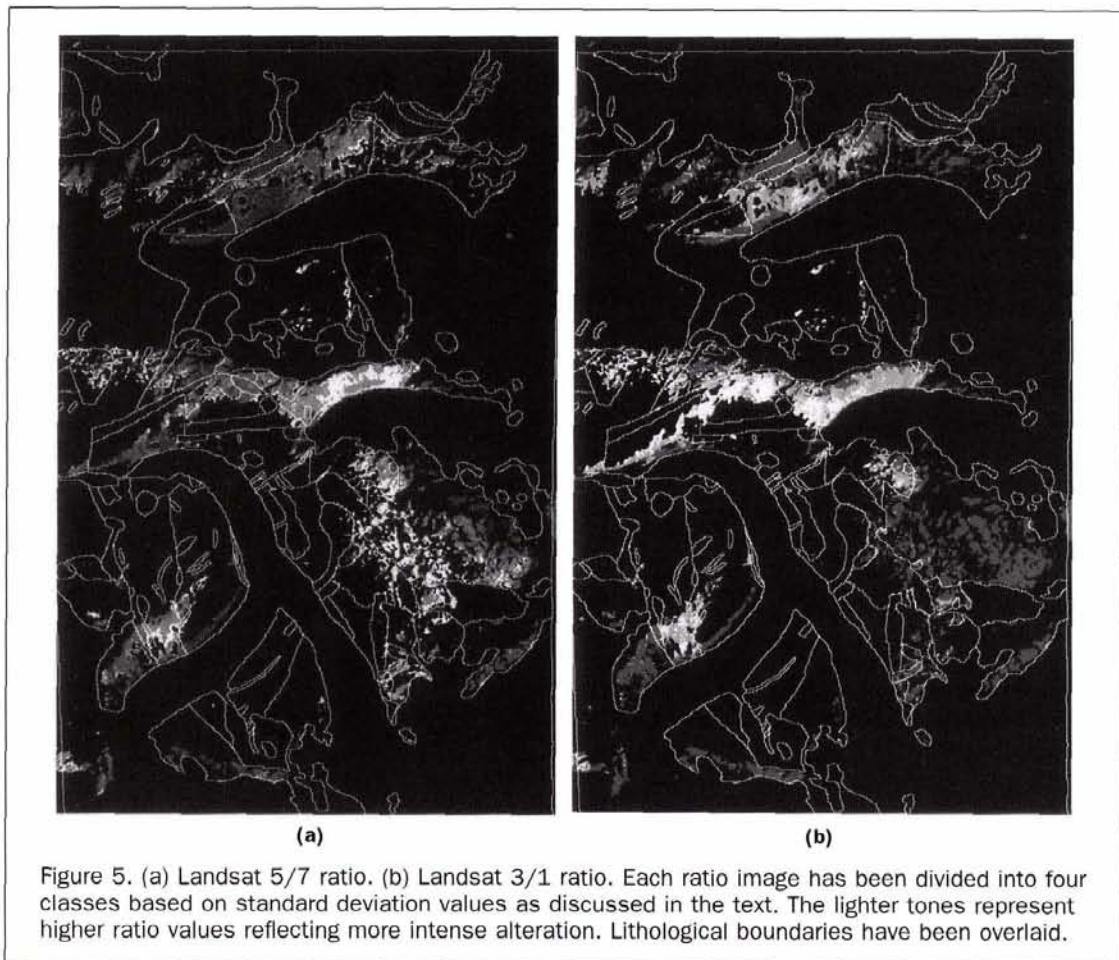 (a)
(b)
Figure 5. (a) Landsat 5/7 ratio. (b) Landsat 3/1 ratio. Each ratio image has been divided into four
classes based on standard deviation values as discussed in the text. The lighter tones represent
higher ratio values reflecting more intense alteration. Lithological boundaries have been overlaid.